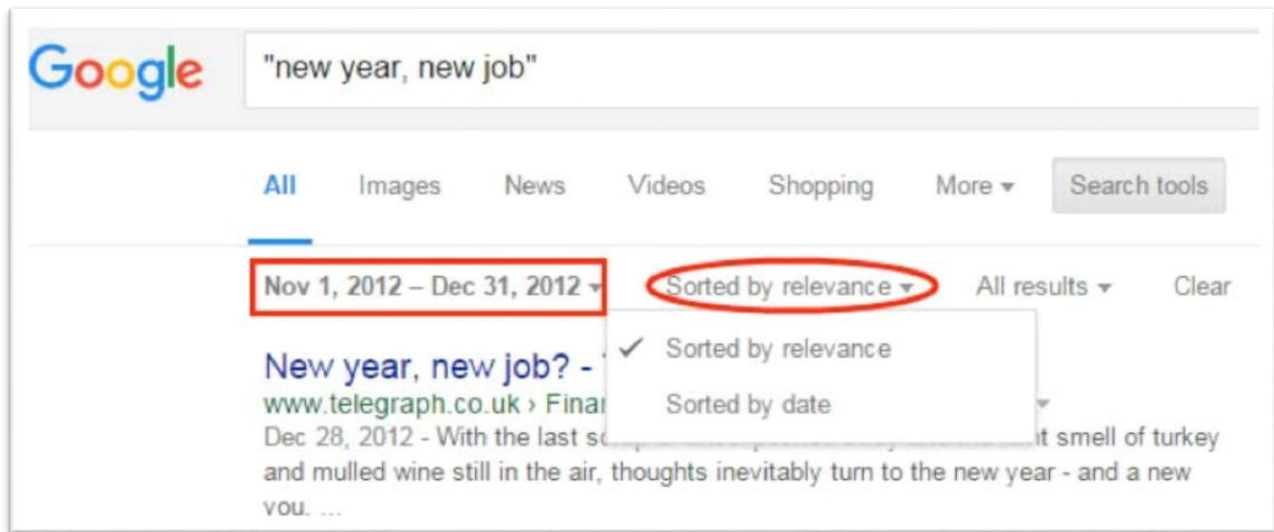 Google "new year, new job"
All Images News Videos Shopping More Search tools
Nov 1, 2012 – Dec 31, 2012 Sorted by relevance All results Clear
Sorted by relevance
Sorted by date
New year, new job? -
www.telegraph.co.uk › Finan
Dec 28, 2012 - With the last smell of turkey
and mulled wine still in the air, thoughts inevitably turn to the new year - and a new
you. ...